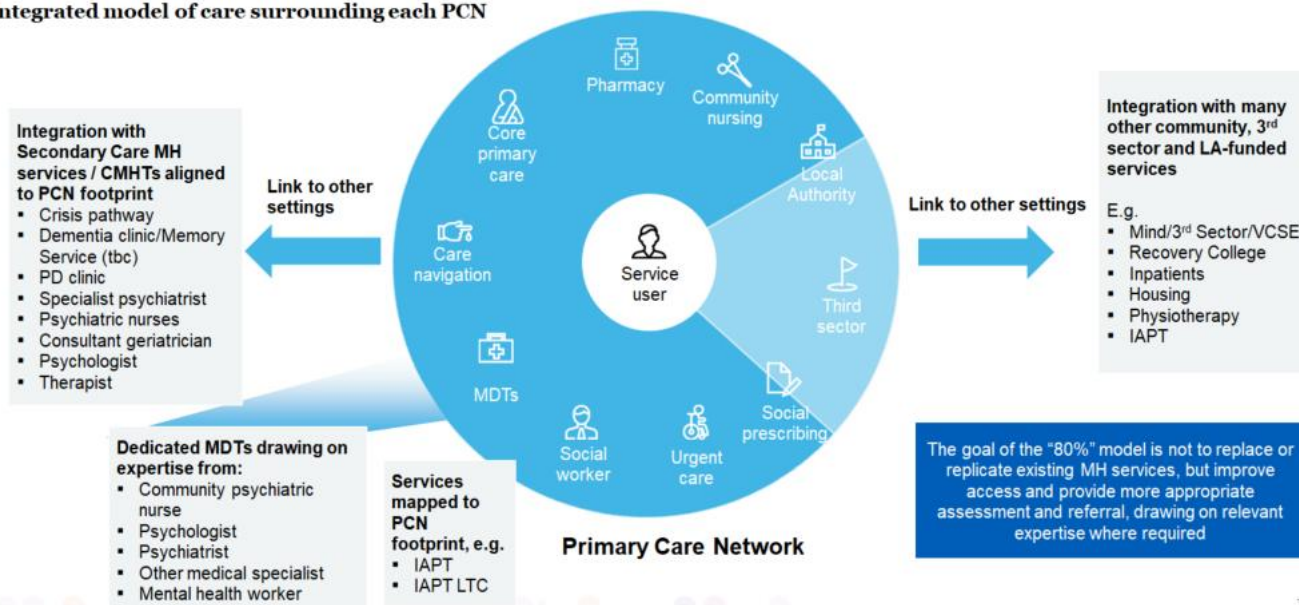 ntegrated model of care surrounding each PCN
Integration with
Secondary Care MH
services / CMHTs aligned
to PCN footprint
▪ Crisis pathway
▪ Dementia clinic/Memory
Service (tbc)
▪ PD clinic
▪ Specialist psychiatrist
▪ Psychiatric nurses
▪ Consultant geriatrician
▪ Psychologist
▪ Therapist
Link to other
settings
Pharmacy
Community
nursing
Core
primary
care
Local
Authority
Care
navigation
Service
user
Third
sector
MDTs
Social
worker
Urgent
care
Social
prescribing
Primary Care Network
Link to other settings
Integration with many
other community, 3rd
sector and LA-funded
services
E.g.
▪ Mind/3rd Sector/VCSE
▪ Recovery College
▪ Inpatients
▪ Housing
▪ Physiotherapy
▪ IAPT
Dedicated MDTs drawing on
expertise from:
▪ Community psychiatric
nurse
▪ Psychologist
▪ Psychiatrist
▪ Other medical specialist
▪ Mental health worker
Services
mapped to
PCN
footprint, e.g.
▪ IAPT
▪ IAPT LTC
The goal of the “80%” model is not to replace or
replicate existing MH services, but improve
access and provide more appropriate
assessment and referral, drawing on relevant
expertise where required